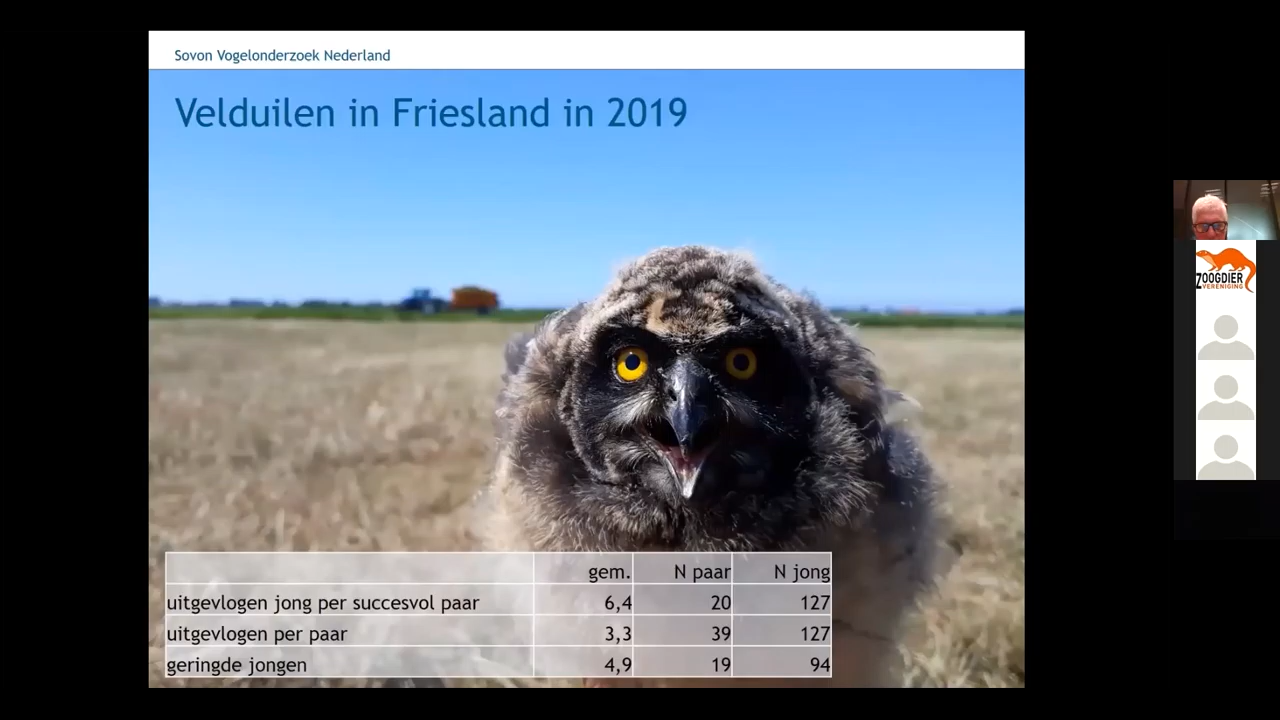 Sovon Vogelonderzoek Nederland
Velduilen in Friesland in 2019
ZOOGDIER
VERENIGING
gem. N paar N jong
uitgevlogen jong per succesvol paar 6,4 20 127
uitgevlogen per paar 3,3 39 127
geringde jongen 4,9 19 94